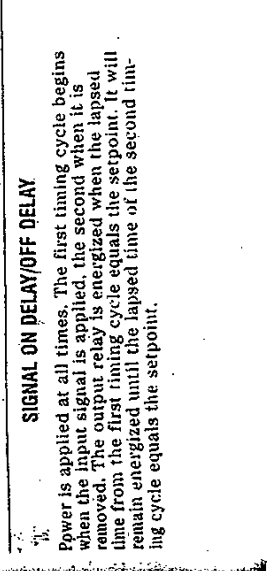 SIGNAL ON DELAY/OFF DELAY
Power is applied at all times. The first timing cycle begins
when the input signal is applied, the second when it is
removed. The output relay is energized when the lapsed
time from the first timing cycle equals the setpoint. It will
remain energized until the lapsed time of the second tim-
ing cycle equals the setpoint.